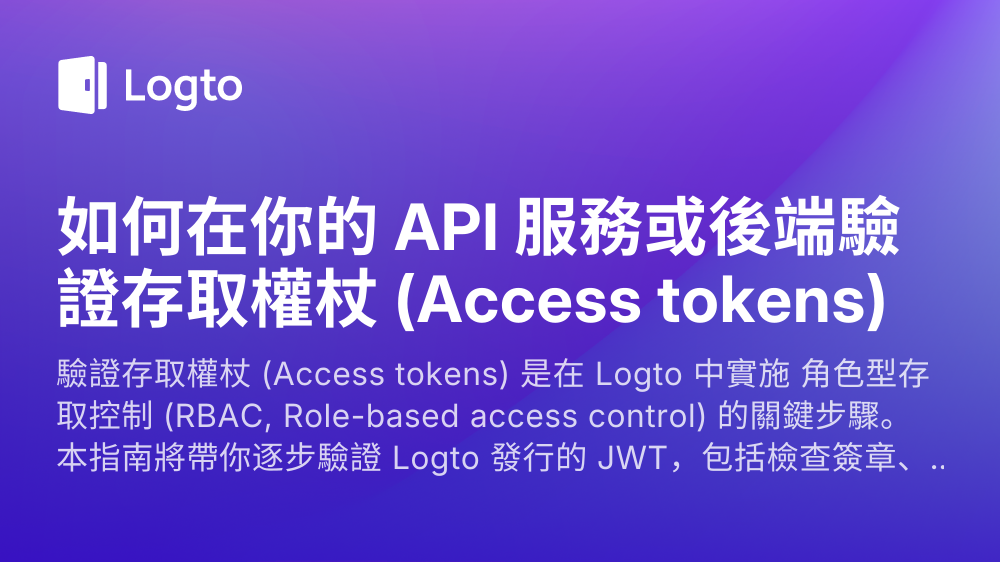 Logto
如何在你的 API 服務或後端驗
證存取權杖 (Access tokens)
驗證存取權杖 (Access tokens) 是在 Logto 中實施 角色型存
取控制 (RBAC, Role-based access control) 的關鍵步驟。
本指南將帶你逐步驗證 Logto 發行的 JWT，包括檢查簽章、..